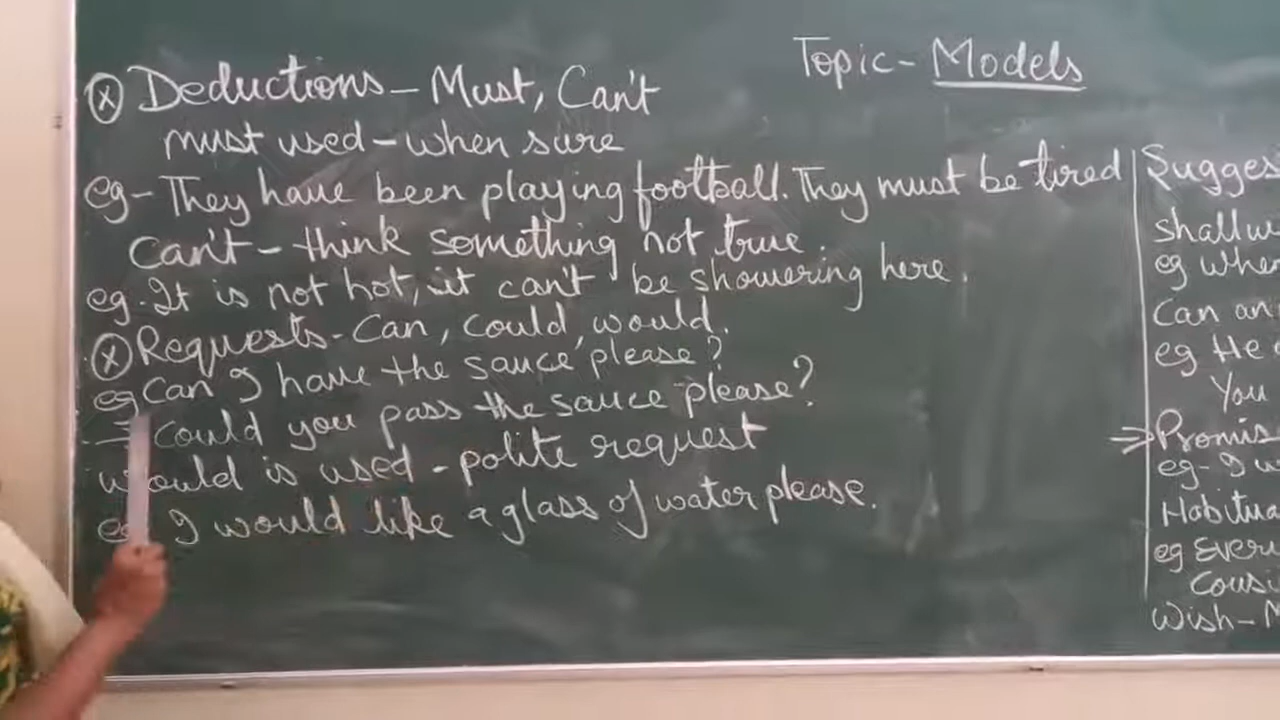 Topic - Models
(x) Deductions - Must, Can't
must used - when sure
eg - They have been playing football. They must be tired
Can't - think something not true.
eg. It is not hot, it can't be showering here.
(x) Requests - Can, Could, would.
eg Can I have the sauce please?
= Could you pass the sauce please?
would is used - polite request
eg I would like a glass of water please.
Sugges
shall w
eg whe
Can an
eg He
You
⇒ Promis
eg - I w
Habitua
eg Ever
Cousi
Wish - M